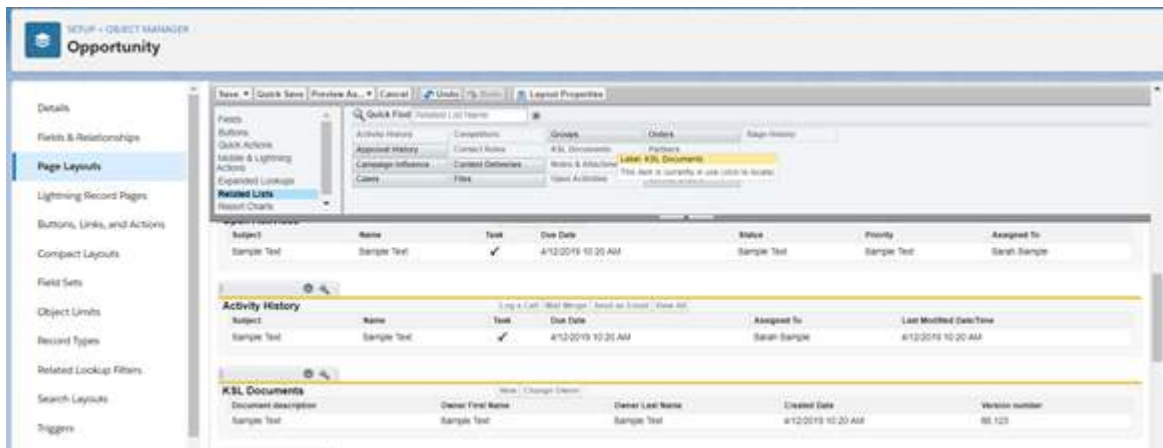 SETUP > OBJECT MANAGER
Opportunity
Details
Fields & Relationships
Page Layouts
Lightning Record Pages
Buttons, Links, and Actions
Compact Layouts
Field Sets
Object Limits
Record Types
Related Lookup Filters
Search Layouts
Triggers
Save Quick Save Preview As... Cancel Undo Redo Layout Properties
Fields
Buttons
Quick Actions
Mobile & Lightning Actions
Expanded Lookups
Related Lists
Report Charts
Quick Find Related List Name
Activity History Competitors Groups Orders Stage History
Approval History Contact Roles KSL Documents Partners
Campaign Influence Content Deliveries Notes & Attachme
Cases Files Open Activities
Label: KSL Documents
This item is currently in use (click to locate)
Open Activities
Subject Name Task Due Date Status Priority Assigned To
Sample Text Sample Text ✓ 4/12/2019 10:20 AM Sample Text Sample Text Sarah Sample
Activity History Log a Call Mail Merge Send an Email View All
Subject Name Task Due Date Assigned To Last Modified Date/Time
Sample Text Sample Text ✓ 4/12/2019 10:20 AM Sarah Sample 4/12/2019 10:20 AM
KSL Documents New Change Owner
Document description Owner First Name Owner Last Name Created Date Version number
Sample Text Sample Text Sample Text 4/12/2019 10:20 AM